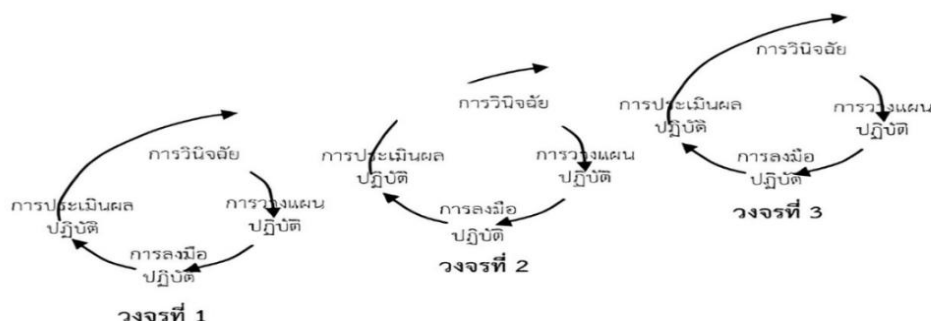 การวินิจฉัย
การวางแผน
ปฏิบัติ
การลงมือ
ปฏิบัติ
การประเมินผล
ปฏิบัติ
วงจรที่ 1
การวินิจฉัย
การวางแผน
ปฏิบัติ
การลงมือ
ปฏิบัติ
การประเมินผล
ปฏิบัติ
วงจรที่ 2
การวินิจฉัย
การวางแผน
ปฏิบัติ
การลงมือ
ปฏิบัติ
การประเมินผล
ปฏิบัติ
วงจรที่ 3